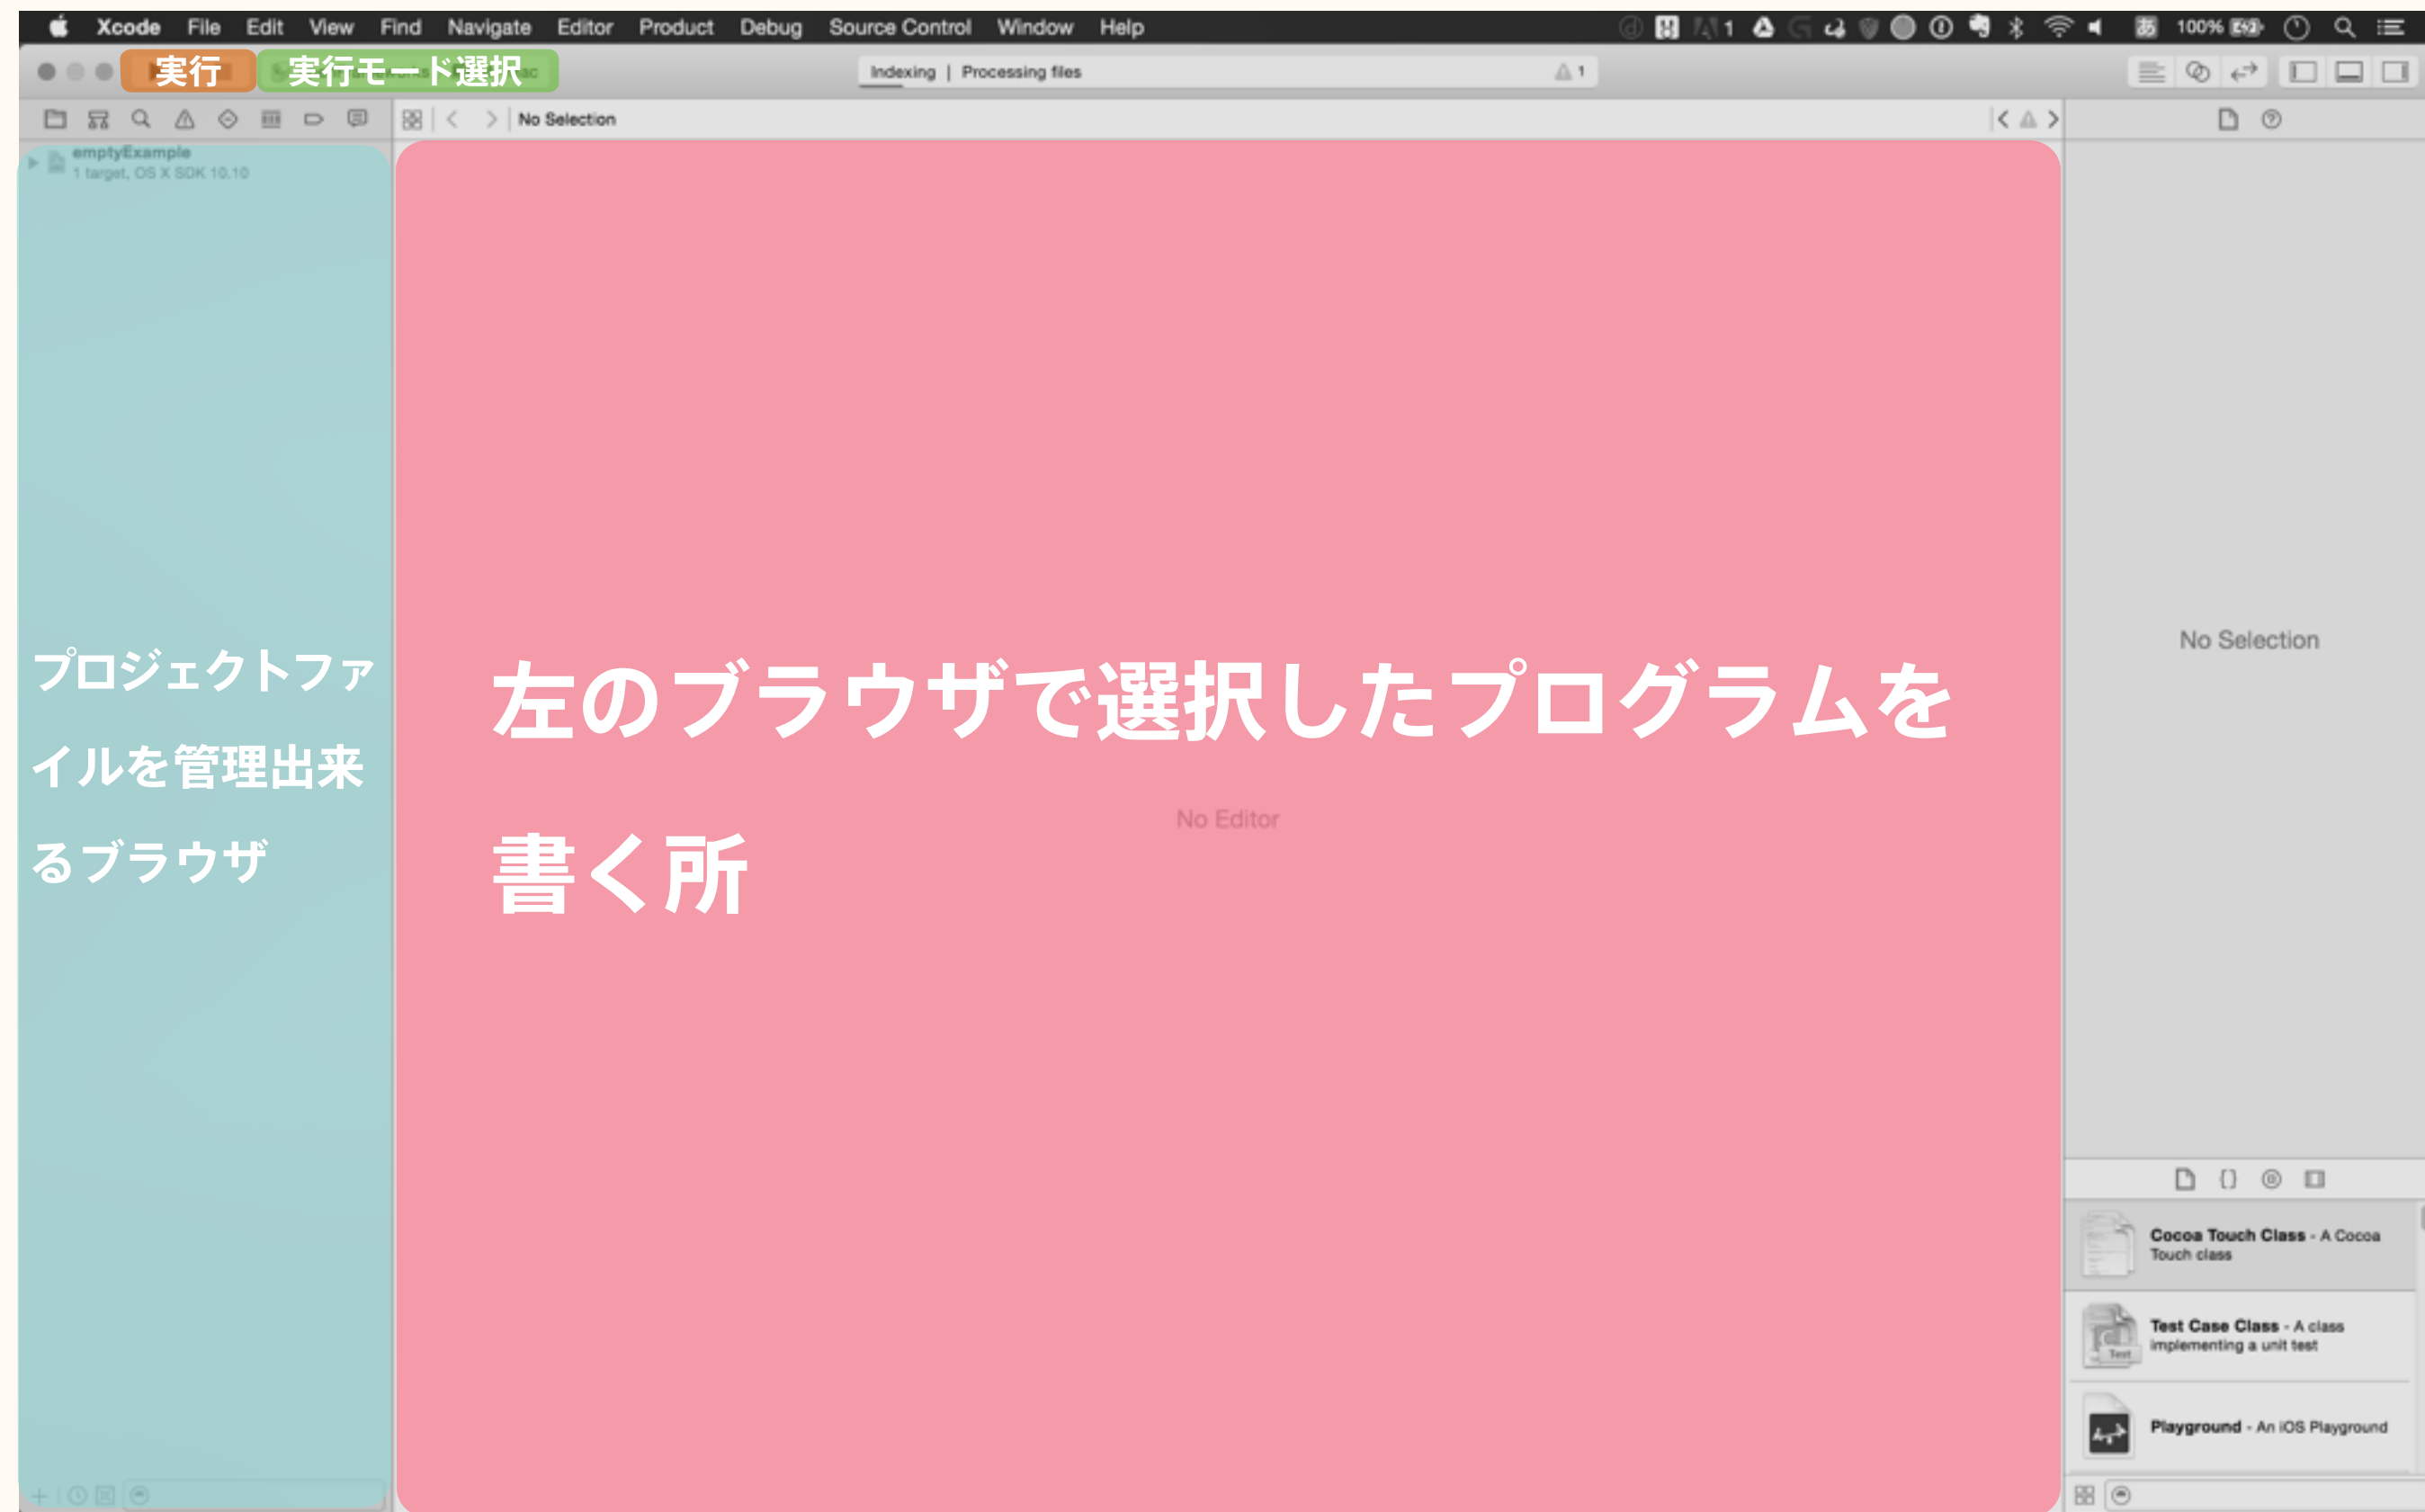 Xcode File Edit View Find Navigate Editor Product Debug Source Control Window Help 1 あ 100%
実行 実行モード選択 Indexing | Processing files 1
No Selection
emptyExample
1 target, OS X SDK 10.10
プロジェクトファ
イルを管理出来
るブラウザ
左のブラウザで選択したプログラムを
書く所
No Editor
No Selection
Cocoa Touch Class - A Cocoa
Touch class
Test Case Class - A class
implementing a unit test
Test
Playground - An iOS Playground